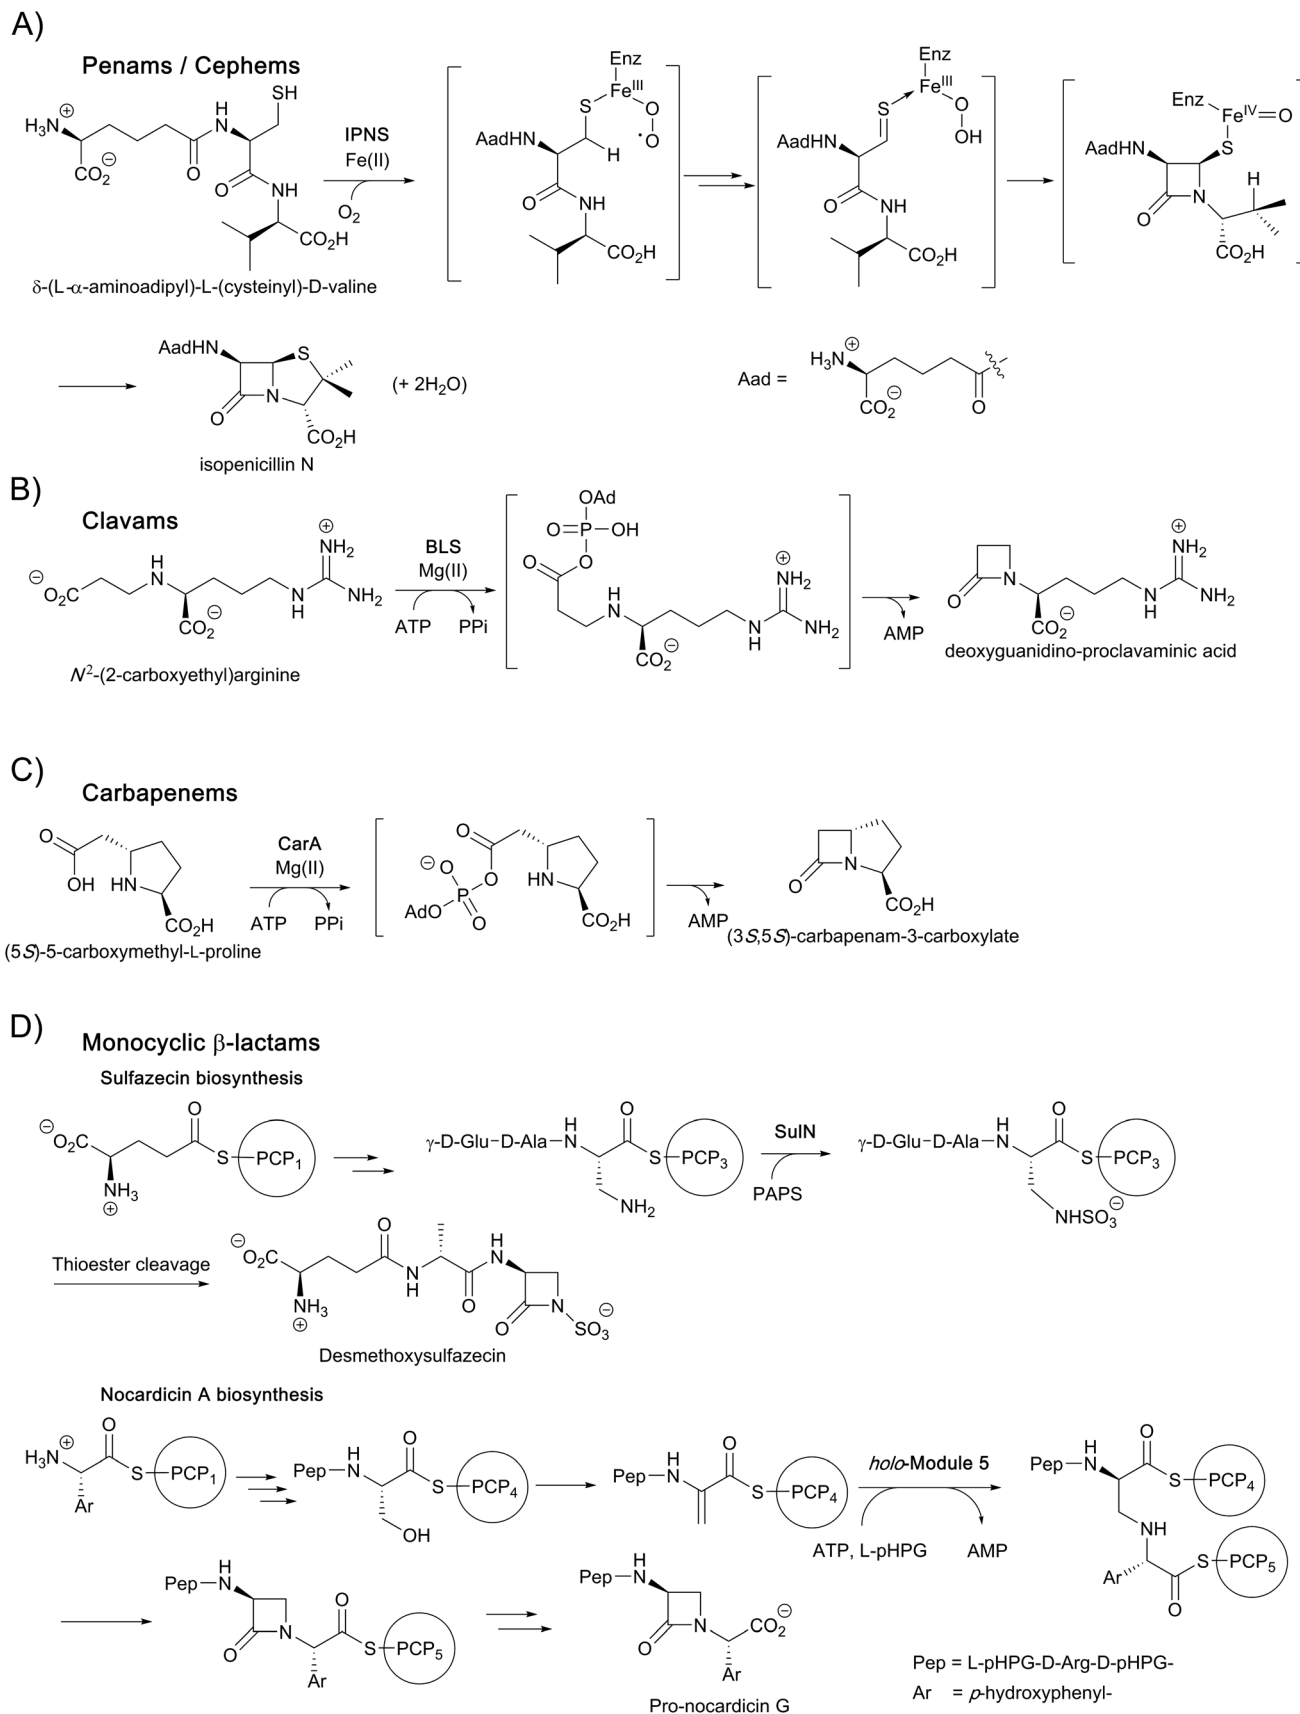 A)
Penams / Cephems
H3N⊕
CO2⊖
O
H
N
SH
O
NH
CO2H
δ-(L-α-aminoadipyl)-L-(cysteinyl)-D-valine
IPNS
Fe(II)
O2
Enz
FeIII
S
O
O
AadHN
H
O
NH
CO2H
Enz
FeIII
S
O
OH
AadHN
O
NH
CO2H
Enz
FeIV=O
S
AadHN
O
N
H
CO2H
AadHN
S
O
N
CO2H
(+ 2H2O)
isopenicillin N
Aad =
H3N⊕
CO2⊖
O
B)
Clavams
⊖O2C
H
N
CO2⊖
N
H
⊕
NH2
NH2
N2-(2-carboxyethyl)arginine
BLS
Mg(II)
ATP
PPi
OAd
O=P–OH
O
O
H
N
CO2⊖
N
H
⊕
NH2
NH2
AMP
O
N
CO2⊖
N
H
⊕
NH2
NH2
deoxyguanidino-proclavaminic acid
C)
Carbapenems
O
OH
HN
CO2H
(5S)-5-carboxymethyl-L-proline
CarA
Mg(II)
ATP
PPi
O
⊖O
O
P
AdO
O
HN
CO2H
AMP
O
N
CO2H
(3S,5S)-carbapenam-3-carboxylate
D)
Monocyclic β-lactams
Sulfazecin biosynthesis
⊖O2C
NH3
⊕
O
S–PCP1
γ-D-Glu–D-Ala–N
H
O
S–PCP3
NH2
SulN
PAPS
γ-D-Glu–D-Ala–N
H
O
S–PCP3
NHSO3⊖
Thioester cleavage
⊖O2C
NH3
⊕
O
N
H
O
H
N
O
N
SO3⊖
Desmethoxysulfazecin
Nocardicin A biosynthesis
H3N⊕
O
S–PCP1
Ar
Pep–N
H
O
S–PCP4
OH
Pep–N
H
O
S–PCP4
holo-Module 5
ATP, L-pHPG
AMP
Pep–N
H
O
S–PCP4
NH
Ar
S–PCP5
O
Pep–N
H
O
N
O
S–PCP5
Ar
Pep–N
H
O
N
CO2⊖
Ar
Pro-nocardicin G
Pep = L-pHPG-D-Arg-D-pHPG-
Ar = p-hydroxyphenyl-